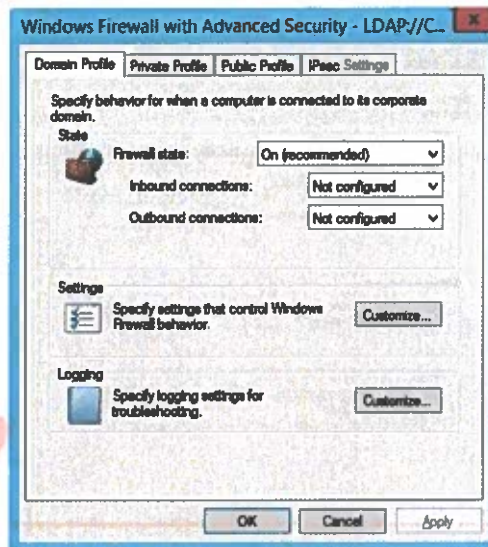 Windows Firewall with Advanced Security - LDAP://C...
x
Domain Profile Private Profile Public Profile IPsec Settings
Specify behavior for when a computer is connected to its corporate
domain.
State
Firewall state: On (recommended)
Inbound connections: Not configured
Outbound connections: Not configured
Settings
Specify settings that control Windows
Firewall behavior.
Customize...
Logging
Specify logging settings for
troubleshooting.
Customize...
OK Cancel Apply